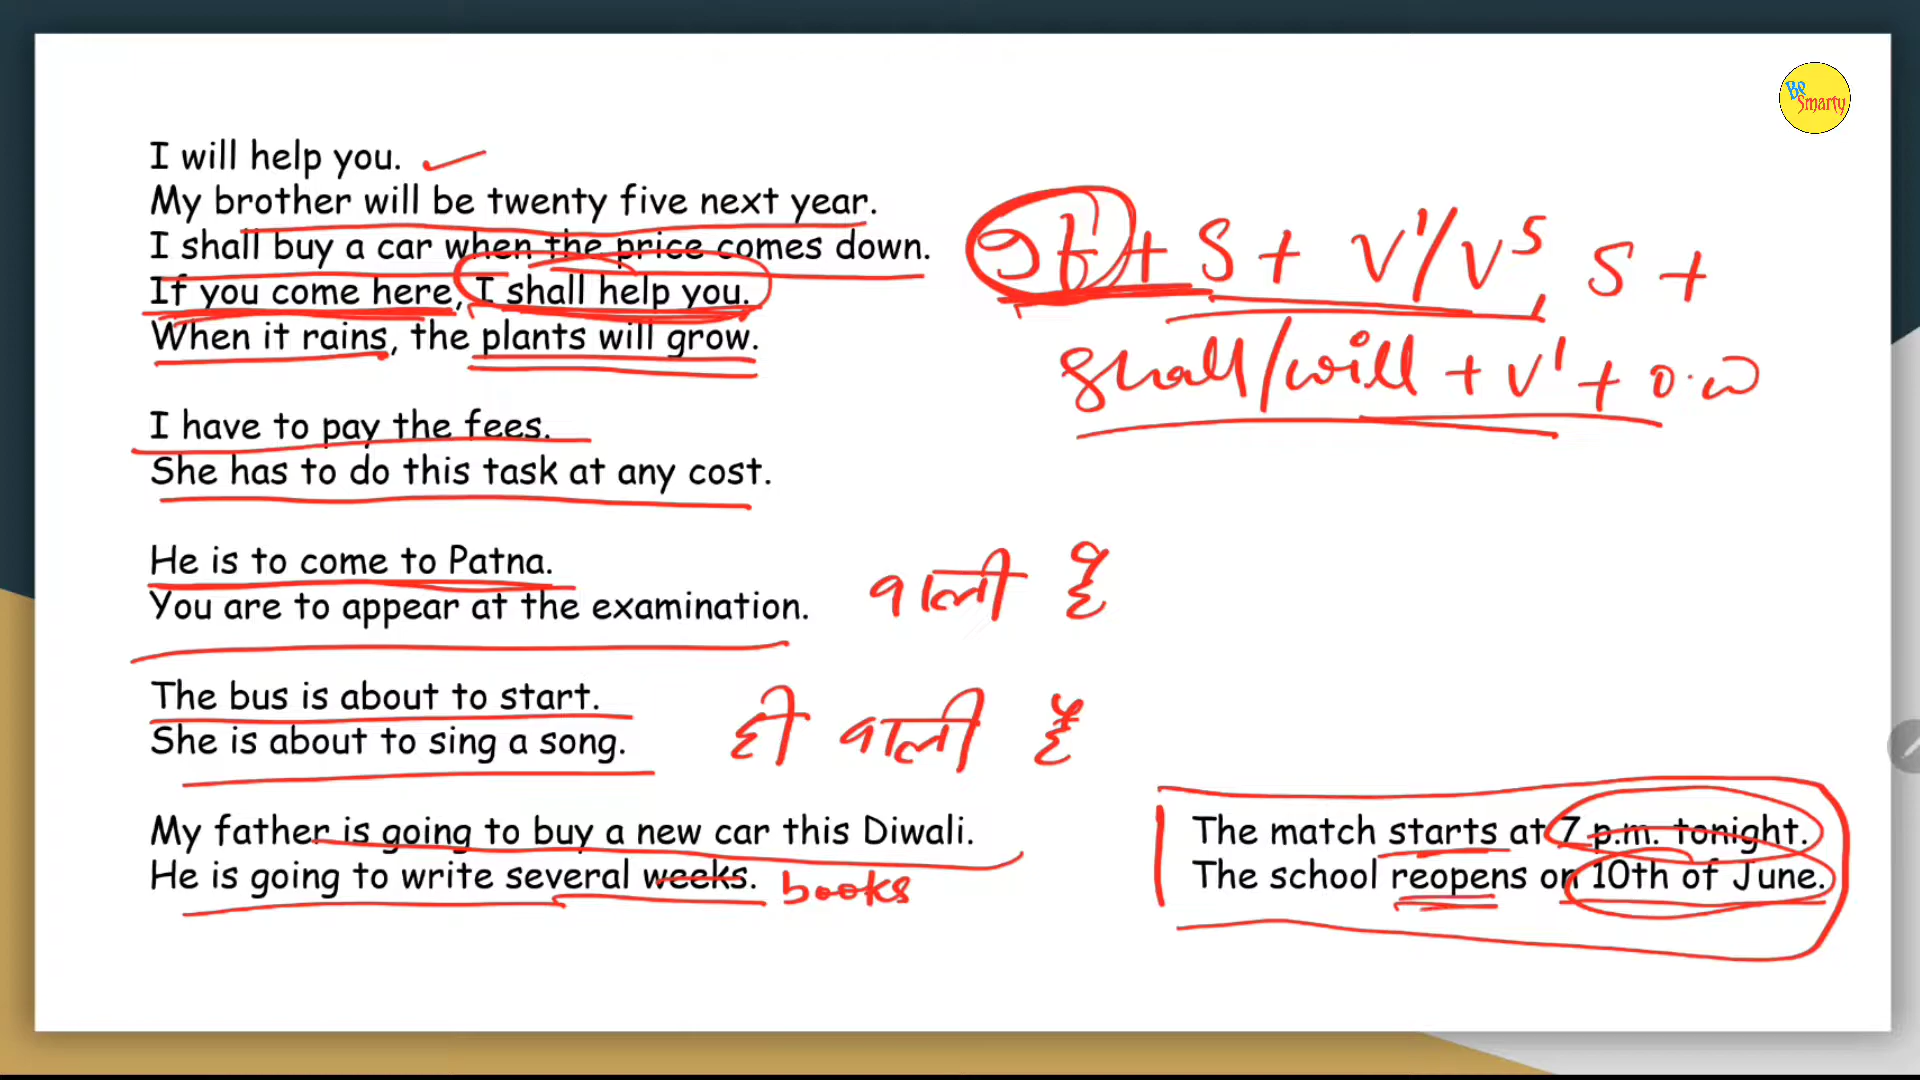 Be
Smarty
I will help you.
My brother will be twenty five next year.
I shall buy a car when the price comes down.
If you come here, I shall help you.
When it rains, the plants will grow.
If + S + V¹/V⁵, S +
shall/will + V¹ + o.w
I have to pay the fees.
She has to do this task at any cost.
He is to come to Patna.
You are to appear at the examination.
वाली है
The bus is about to start.
She is about to sing a song.
ही वाली है
My father is going to buy a new car this Diwali.
He is going to write several weeks. books
The match starts at 7 p.m. tonight.
The school reopens on 10th of June.